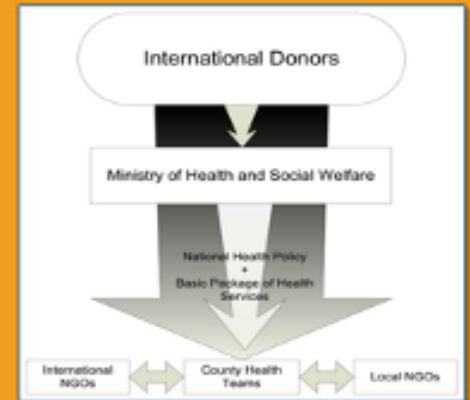 International Donors
Ministry of Health and Social Welfare
National Health Policy
+
Basic Package of Health
Services
International
NGOs
County Health
Teams
Local NGOs